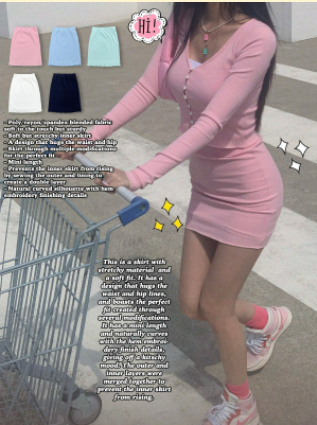 Hi!
- Poly, rayon, spandex blended fabric
soft to the touch but sturdy
- Soft but stretchy inner skirt
- A design that hugs the waist and hip
- Skirt through multiple modifications
for the perfect fit
- Mini length
- Prevents the inner skirt from rising
by sewing the outer and lining to
create a double layer
- Natural curved silhouette with hem
embroidery finishing details
This is a skirt with
stretchy material and
a soft fit. It has a
design that hugs the
waist and hip lines,
and boasts the perfect
fit created through
several modifications.
It has a mini length
and naturally curves
with the hem embroi-
dery finish details,
giving off a kitschy
mood. The outer and
inner layers were
merged together to
prevent the inner skirt
from rising.